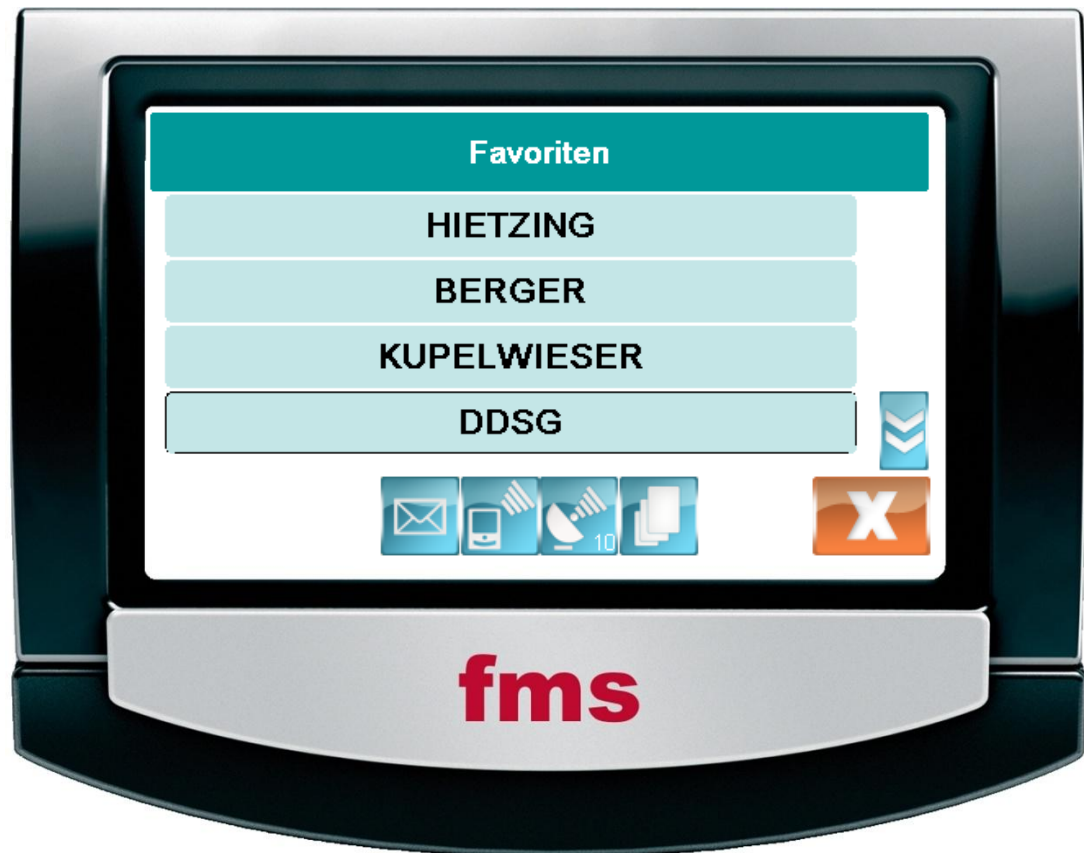 Favoriten
HIETZING
BERGER
KUPELWIESER
DDSG
10
X
fms